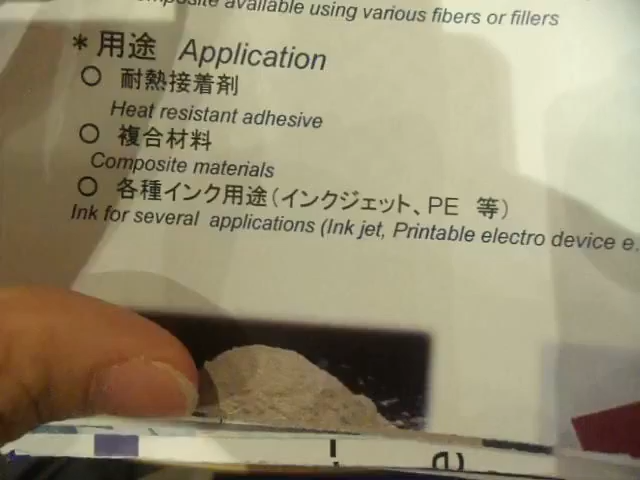 available using various fibers or fillers
*用途 Application
○ 耐熱接着剤
Heat resistant adhesive
○ 複合材料
Composite materials
○ 各種インク用途(インクジェット、PE 等)
Ink for several applications (Ink jet, Printable electro device e.